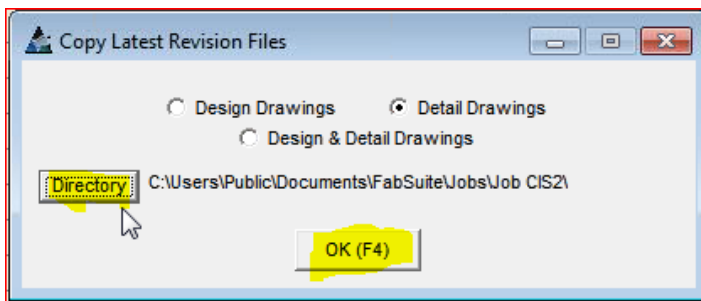 Copy Latest Revision Files
Design Drawings Detail Drawings
Design & Detail Drawings
Directory C:\Users\Public\Documents\FabSuite\Jobs\Job CIS2\
OK (F4)